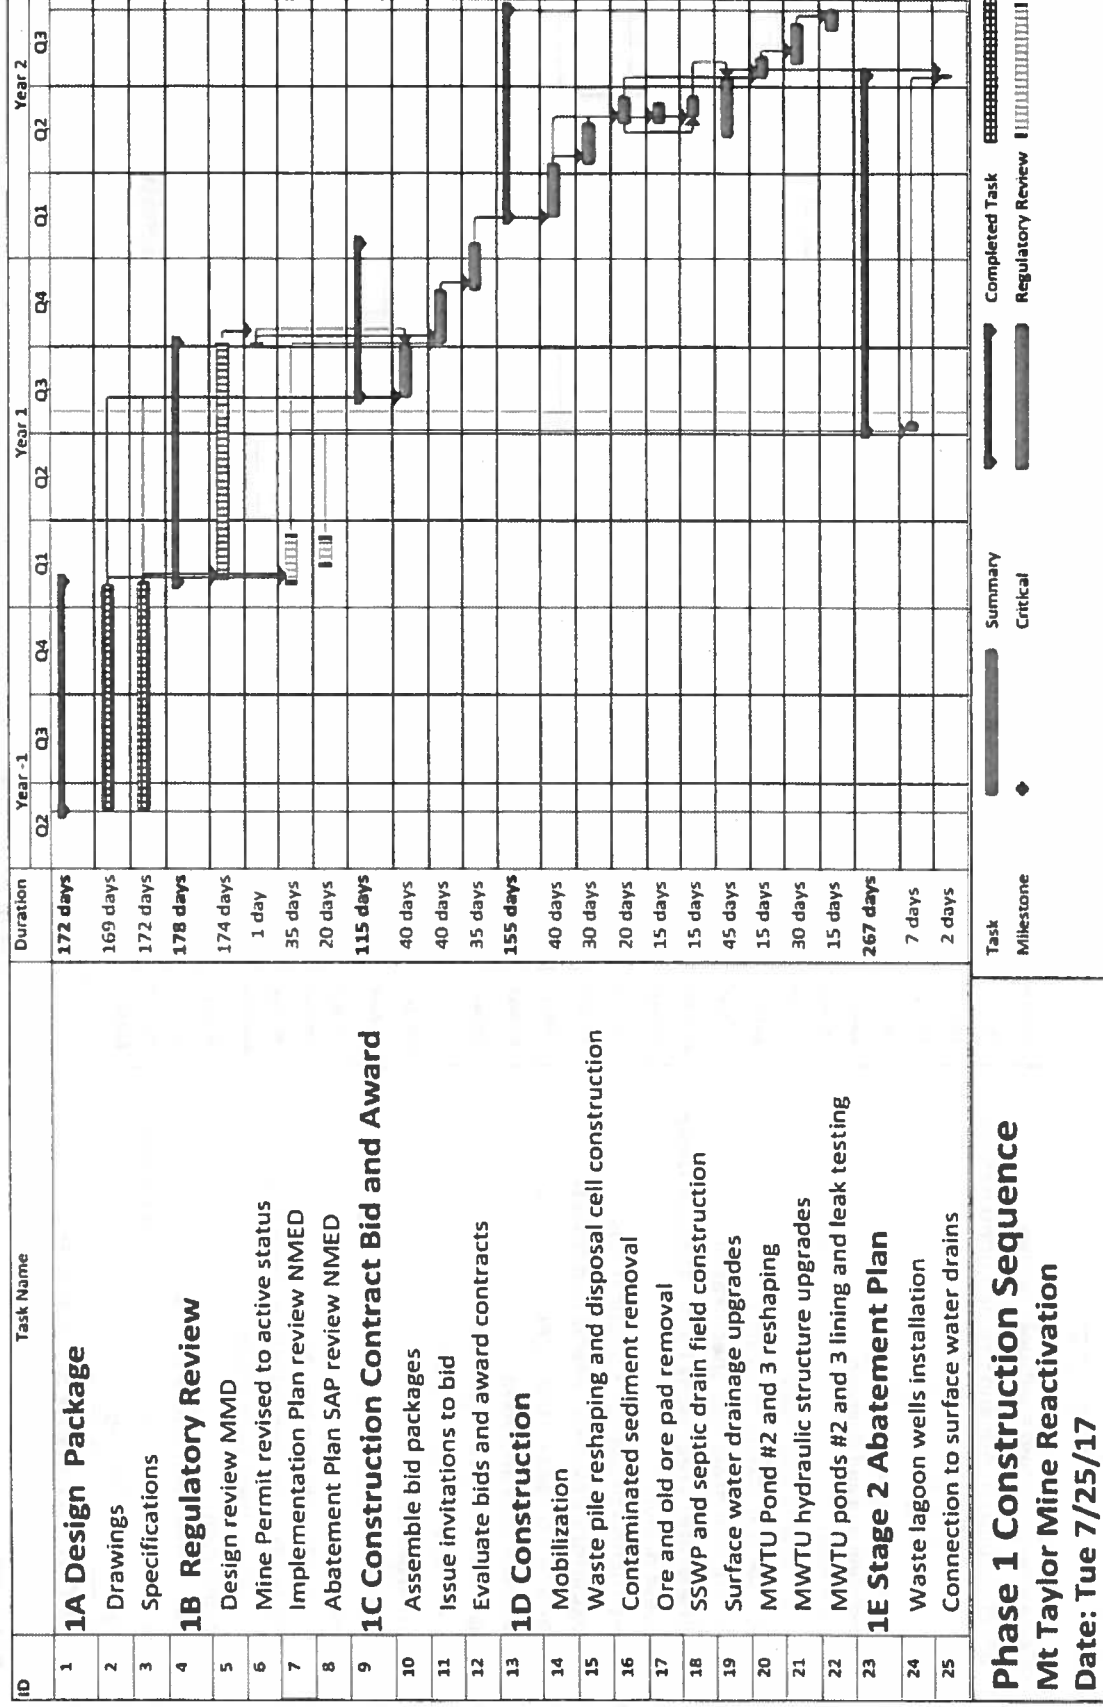 ID Task Name Duration Year -1 Year 1 Year 2
Q2 Q3 Q4 Q1 Q2 Q3 Q4 Q1 Q2 Q3
1 1A Design Package 172 days
2 Drawings 169 days
3 Specifications 172 days
4 1B Regulatory Review 178 days
5 Design review MMD 174 days
6 Mine Permit revised to active status 1 day
7 Implementation Plan review NMED 35 days
8 Abatement Plan SAP review NMED 20 days
9 1C Construction Contract Bid and Award 115 days
10 Assemble bid packages 40 days
11 Issue invitations to bid 40 days
12 Evaluate bids and award contracts 35 days
13 1D Construction 155 days
14 Mobilization 40 days
15 Waste pile reshaping and disposal cell construction 30 days
16 Contaminated sediment removal 20 days
17 Ore and old ore pad removal 15 days
18 SSWP and septic drain field construction 15 days
19 Surface water drainage upgrades 45 days
20 MWTU Pond #2 and 3 reshaping 15 days
21 MWTU hydraulic structure upgrades 30 days
22 MWTU ponds #2 and 3 lining and leak testing 15 days
23 1E Stage 2 Abatement Plan 267 days
24 Waste lagoon wells installation 7 days
25 Connection to surface water drains 2 days
Phase 1 Construction Sequence
Mt Taylor Mine Reactivation
Date: Tue 7/25/17
Task Summary Completed Task
Milestone Critical Regulatory Review